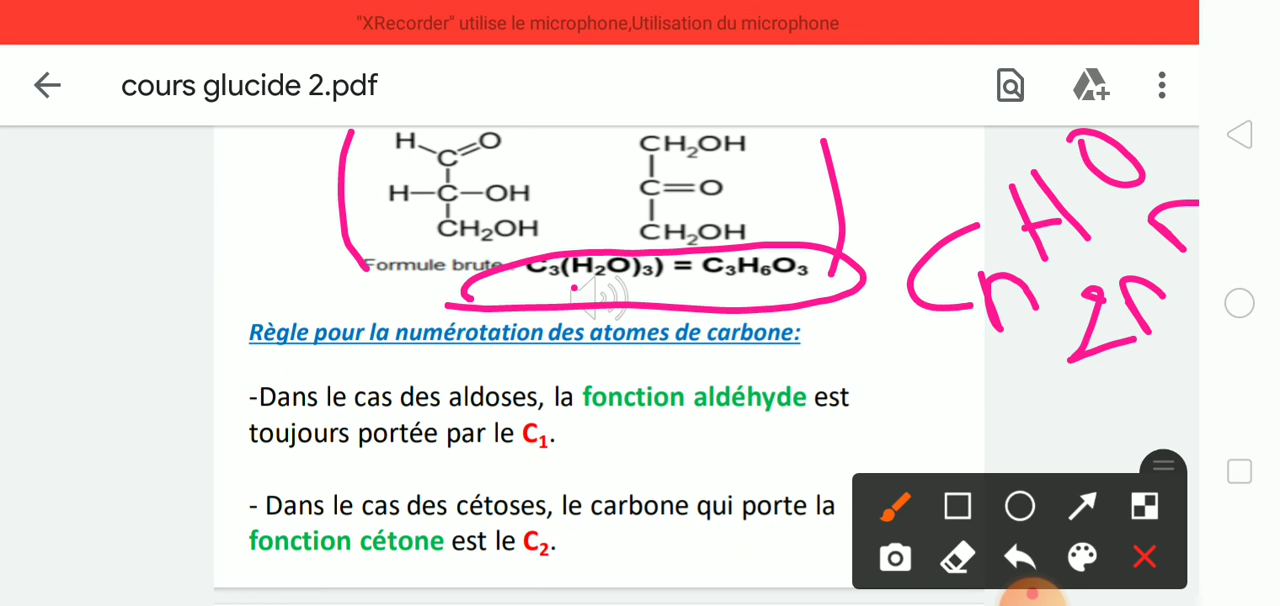 "XRecorder" utilise le microphone,Utilisation du microphone
cours glucide 2.pdf
H
C=O
H—C—OH
CH₂OH
CH₂OH
C=O
CH₂OH
Formule brute C₃(H₂O)₃) = C₃H₆O₃
CnH2nOn
Règle pour la numérotation des atomes de carbone:
-Dans le cas des aldoses, la fonction aldéhyde est
toujours portée par le C₁.
- Dans le cas des cétoses, le carbone qui porte la
fonction cétone est le C₂.